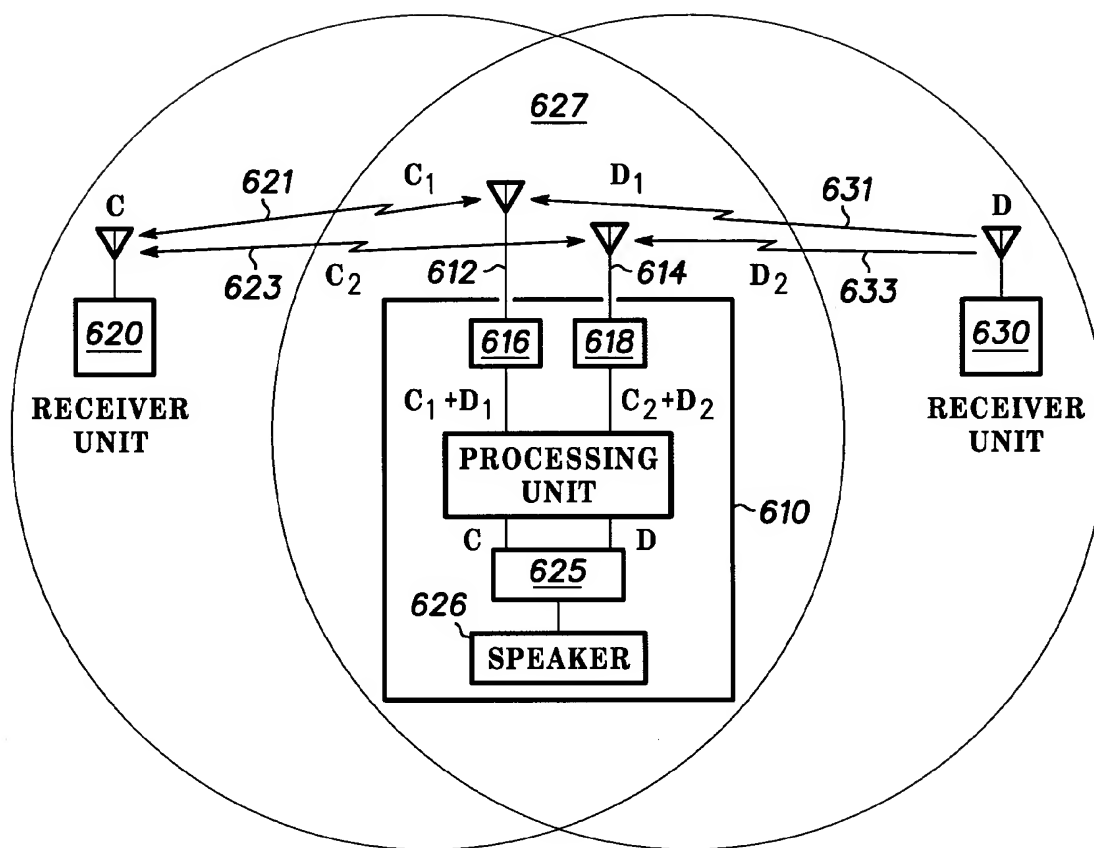 627
621
C₁
D₁
631
C
D
623
C₂
612
614
D₂
633
620
616
618
630
RECEIVER
UNIT
C₁+D₁
C₂+D₂
RECEIVER
UNIT
PROCESSING
UNIT
610
C
D
625
626
SPEAKER